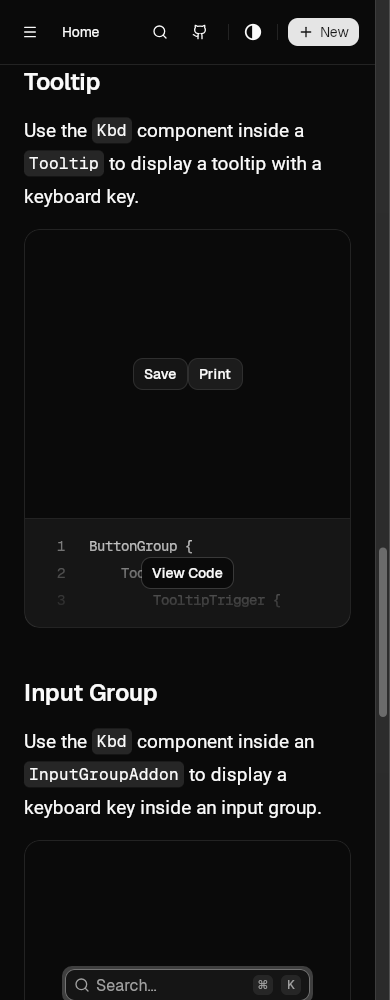 Home
New
Tooltip
Use the Kbd component inside a
Tooltip to display a tooltip with a
keyboard key.
Save Print
1 ButtonGroup {
2
View Code
3 TooltipTrigger {
Input Group
Use the Kbd component inside an
InputGroupAddon to display a
keyboard key inside an input group.
Search... ⌘ K